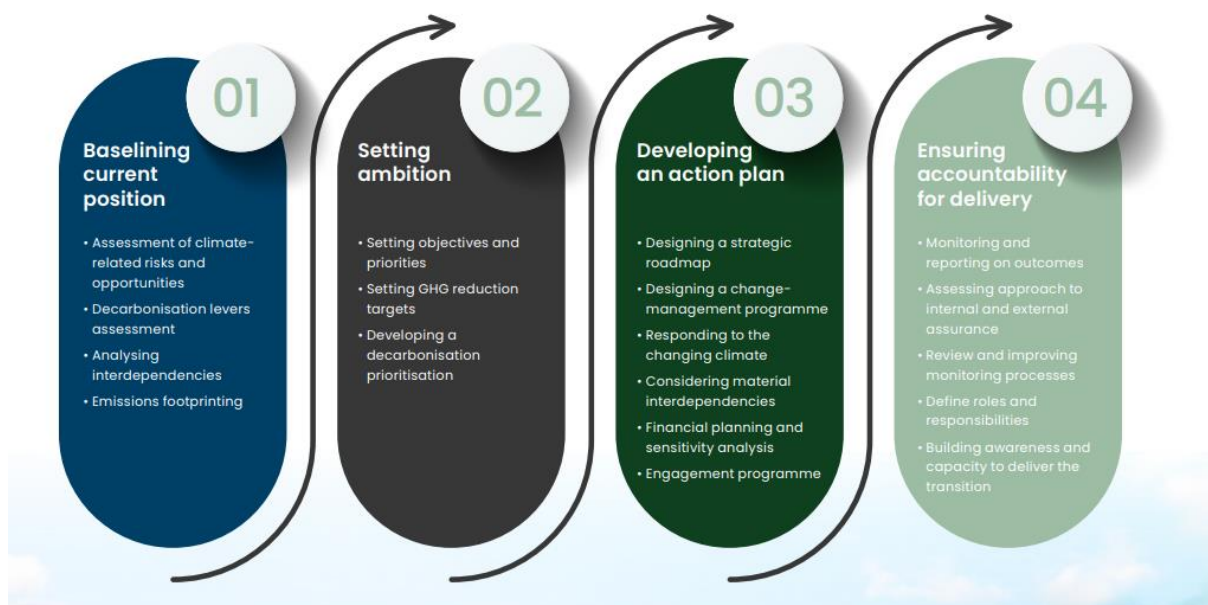 01
Baselining
current
position
• Assessment of climate-
related risks and
opportunities
• Decarbonisation levers
assessment
• Analysing
interdependencies
• Emissions footprinting
02
Setting
ambition
• Setting objectives and
priorities
• Setting GHG reduction
targets
• Developing a
decarbonisation
prioritisation
03
Developing
an action plan
• Designing a strategic
roadmap
• Designing a change-
management programme
• Responding to the
changing climate
• Considering material
interdependencies
• Financial planning and
sensitivity analysis
• Engagement programme
04
Ensuring
accountability
for delivery
• Monitoring and
reporting on outcomes
• Assessing approach to
internal and external
assurance
• Review and improving
monitoring processes
• Define roles and
responsibilities
• Building awareness and
capacity to deliver the
transition